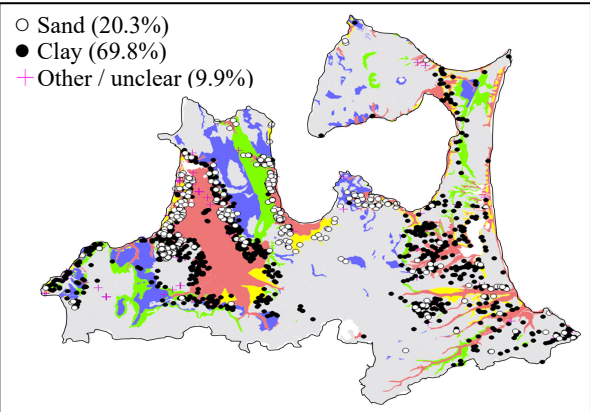 Sand (20.3%)
Clay (69.8%)
Other / unclear (9.9%)